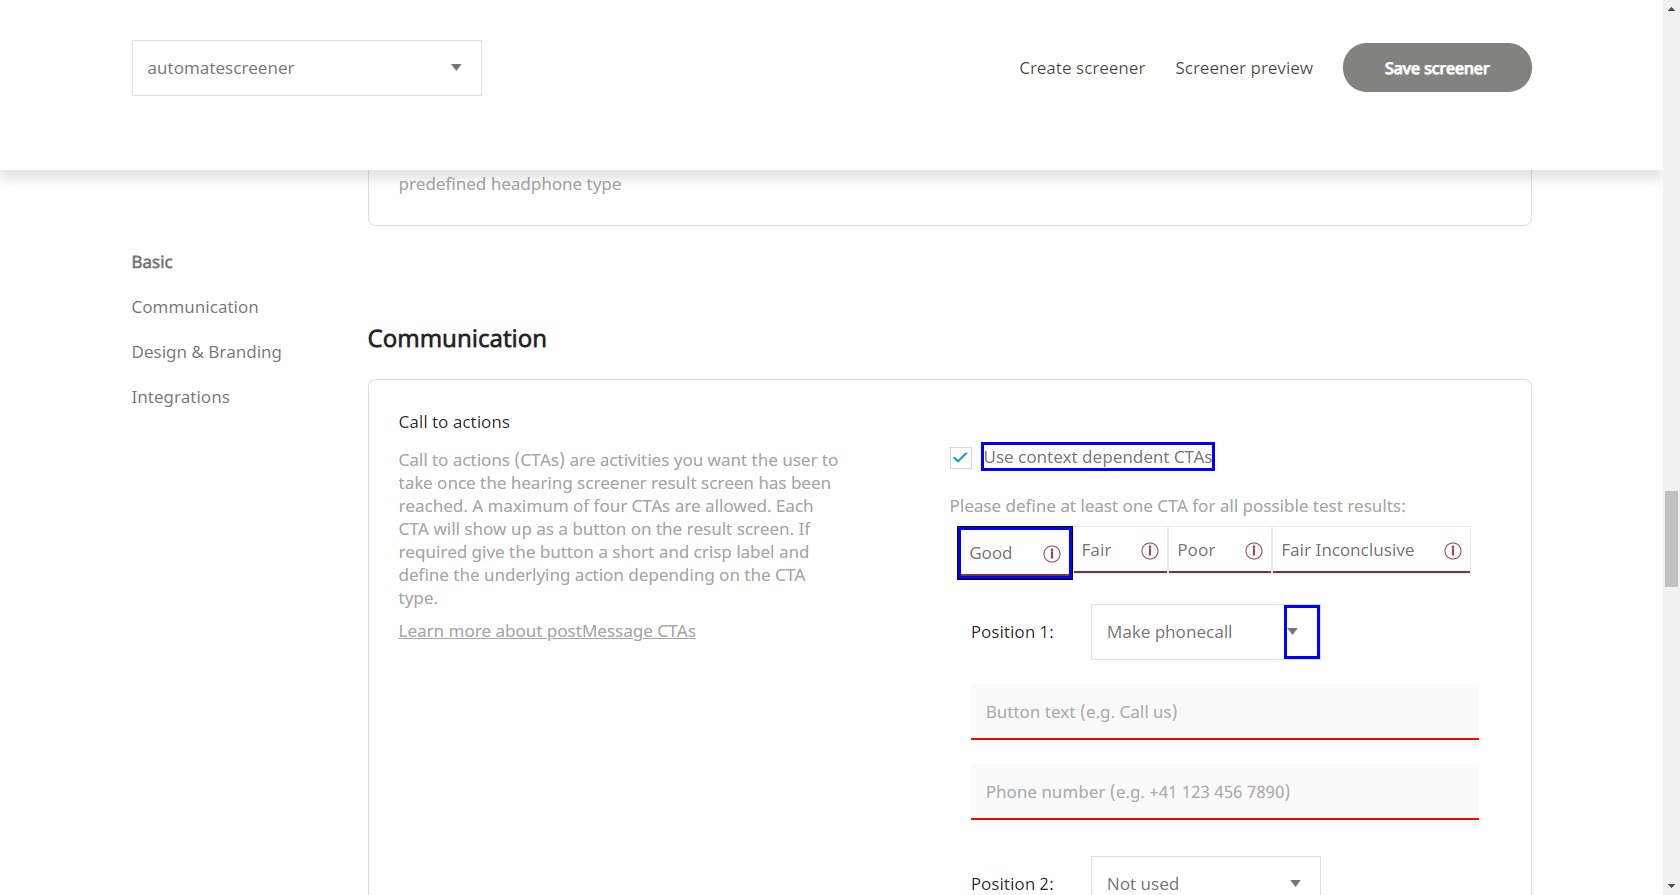 automatescreener
Create screener
Screener preview
Save screener
predefined headphone type
Basic
Communication
Design & Branding
Integrations
Communication
Call to actions
Call to actions (CTAs) are activities you want the user to
take once the hearing screener result screen has been
reached. A maximum of four CTAs are allowed. Each
CTA will show up as a button on the result screen. If
required give the button a short and crisp label and
define the underlying action depending on the CTA
type.
Learn more about postMessage CTAs
Use context dependent CTAs
Please define at least one CTA for all possible test results:
Good
Fair
Poor
Fair Inconclusive
Position 1:
Make phonecall
Button text (e.g. Call us)
Phone number (e.g. +41 123 456 7890)
Position 2:
Not used